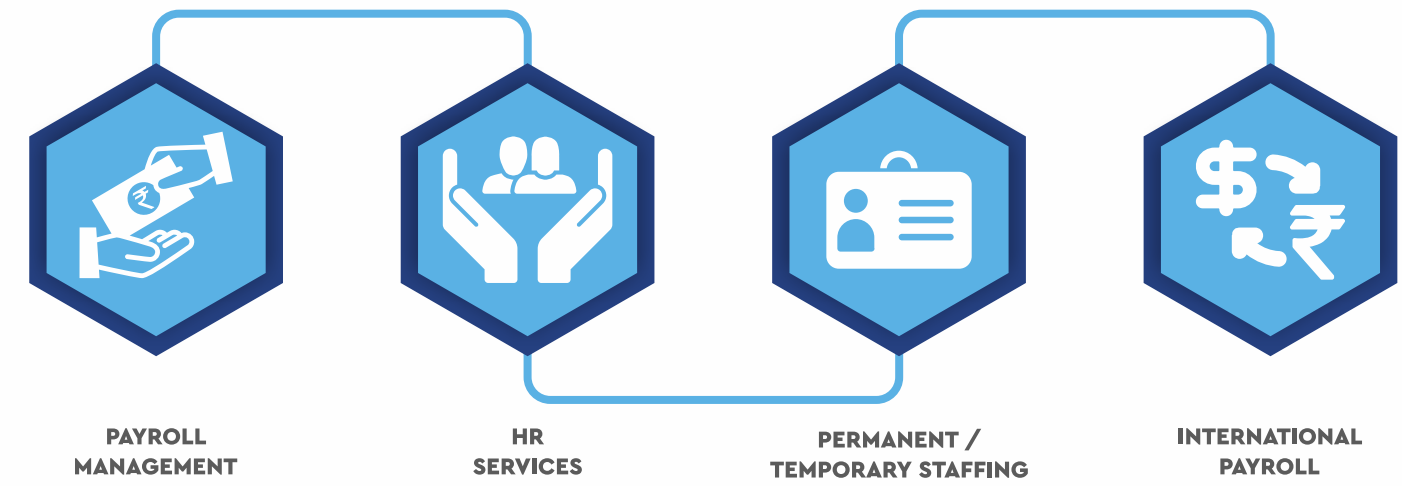 PAYROLL
MANAGEMENT
HR
SERVICES
PERMANENT /
TEMPORARY STAFFING
INTERNATIONAL
PAYROLL